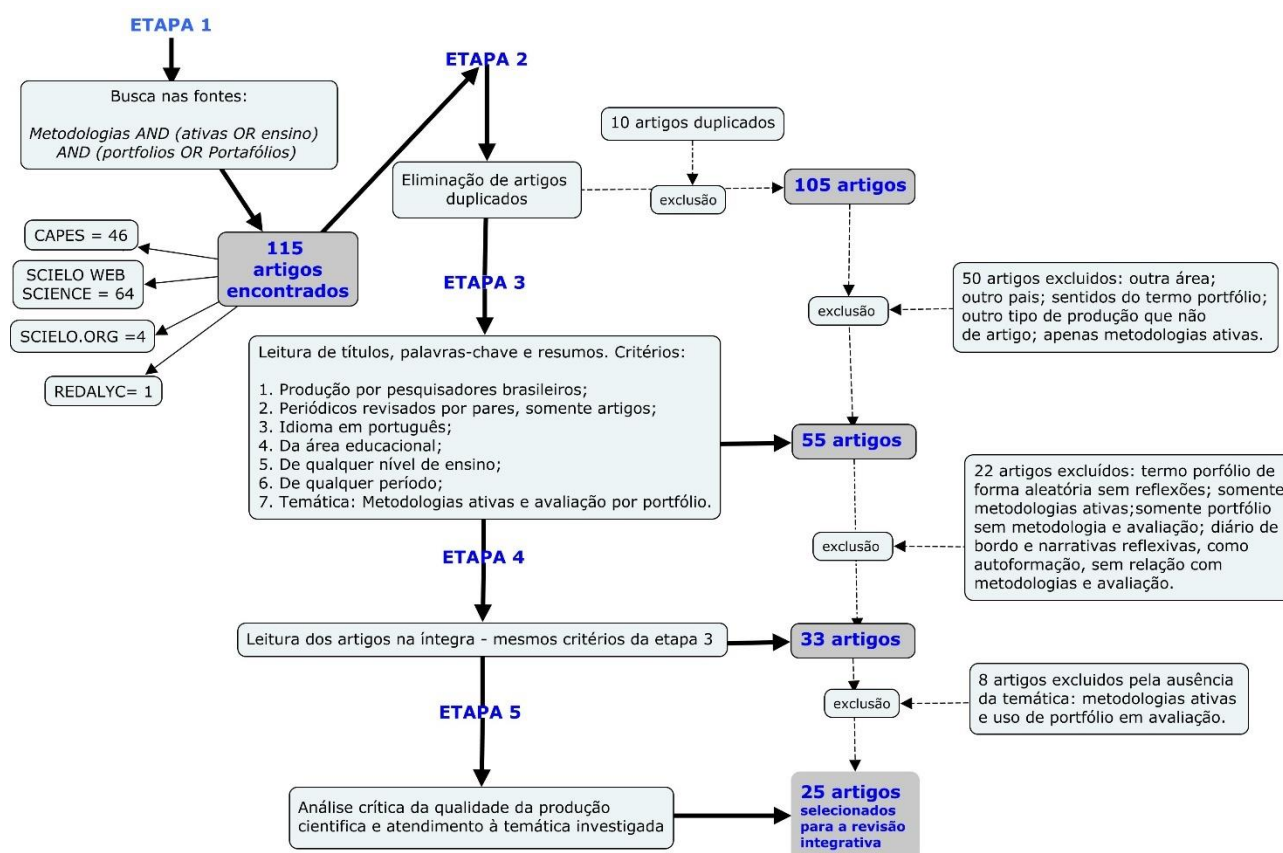 ETAPA 1
Busca nas fontes:
Metodologias AND (ativas OR ensino)
AND (portfolios OR Portafólios)
115
artigos
encontrados
CAPES = 46
SCIELO WEB
SCIENCE = 64
SCIELO.ORG =4
REDALYC= 1
ETAPA 2
Eliminação de artigos
duplicados
10 artigos duplicados
exclusão
105 artigos
50 artigos excluidos: outra área;
outro pais; sentidos do termo portfólio;
outro tipo de produção que não
de artigo; apenas metodologias ativas.
exclusão
ETAPA 3
Leitura de títulos, palavras-chave e resumos. Critérios:
1. Produção por pesquisadores brasileiros;
2. Periódicos revisados por pares, somente artigos;
3. Idioma em português;
4. Da área educacional;
5. De qualquer nível de ensino;
6. De qualquer período;
7. Temática: Metodologias ativas e avaliação por portfólio.
55 artigos
22 artigos excluídos: termo porfólio de
forma aleatória sem reflexões; somente
metodologias ativas;somente portfólio
sem metodologia e avaliação; diário de
bordo e narrativas reflexivas, como
autoformação, sem relação com
metodologias e avaliação.
exclusão
ETAPA 4
Leitura dos artigos na íntegra - mesmos critérios da etapa 3
33 artigos
8 artigos excluidos pela ausência
da temática: metodologias ativas
e uso de portfólio em avaliação.
exclusão
ETAPA 5
Análise crítica da qualidade da produção
cientifica e atendimento à temática investigada
25 artigos
selecionados
para a revisão
integrativa